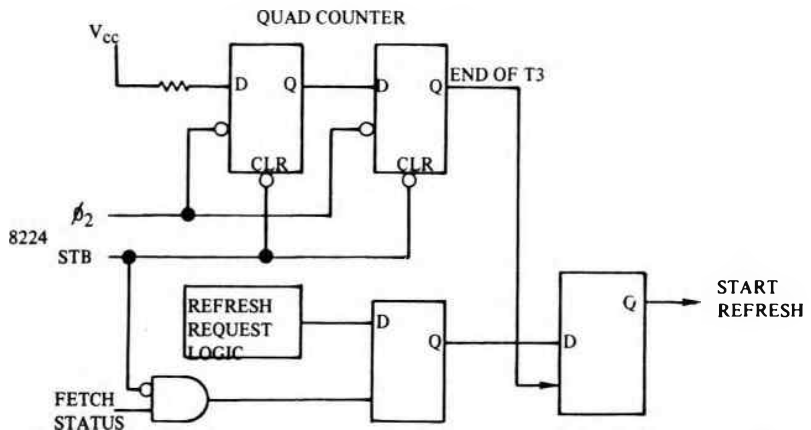 QUAD COUNTER
Vcc
D Q
D Q
END OF T3
CLR
CLR
ϕ2
8224
STB
REFRESH
REQUEST
LOGIC
D
Q
D
Q
START
REFRESH
FETCH
STATUS